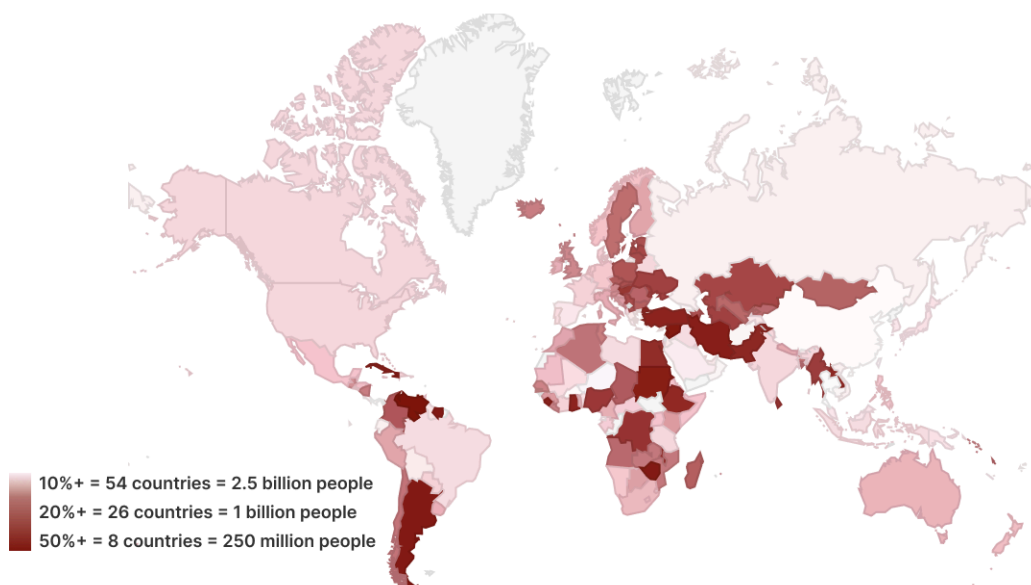 10%+ = 54 countries = 2.5 billion people
20%+ = 26 countries = 1 billion people
50%+ = 8 countries = 250 million people